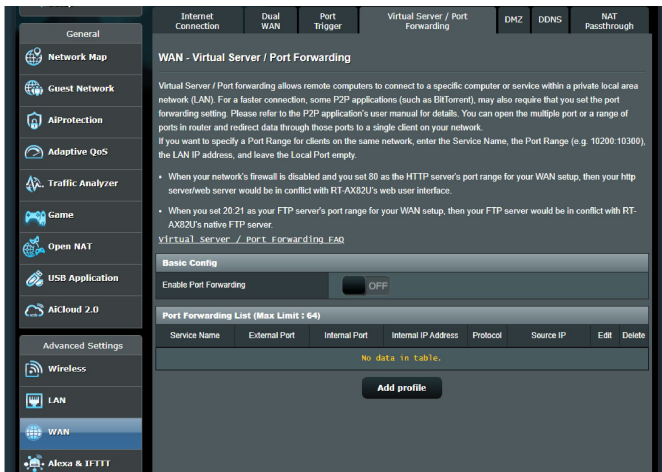 General
Network Map
Guest Network
AiProtection
Adaptive QoS
Traffic Analyzer
Game
Open NAT
USB Application
AiCloud 2.0
Advanced Settings
Wireless
LAN
WAN
Alexa & IFTTT
Internet Connection
Dual WAN
Port Trigger
Virtual Server / Port Forwarding
DMZ
DDNS
NAT Passthrough
WAN - Virtual Server / Port Forwarding
Virtual Server / Port forwarding allows remote computers to connect to a specific computer or service within a private local area
network (LAN). For a faster connection, some P2P applications (such as BitTorrent), may also require that you set the port
forwarding setting. Please refer to the P2P application's user manual for details. You can open the multiple port or a range of
ports in router and redirect data through those ports to a single client on your network.
If you want to specify a Port Range for clients on the same network, enter the Service Name, the Port Range (e.g. 10200:10300),
the LAN IP address, and leave the Local Port empty.
• When your network's firewall is disabled and you set 80 as the HTTP server's port range for your WAN setup, then your http
server/web server would be in conflict with RT-AX82U's web user interface.
• When you set 20:21 as your FTP server's port range for your WAN setup, then your FTP server would be in conflict with RT-
AX82U's native FTP server.
Virtual Server / Port Forwarding FAQ
Basic Config
Enable Port Forwarding OFF
Port Forwarding List (Max Limit : 64)
Service Name External Port Internal Port Internal IP Address Protocol Source IP Edit Delete
No data in table.
Add profile